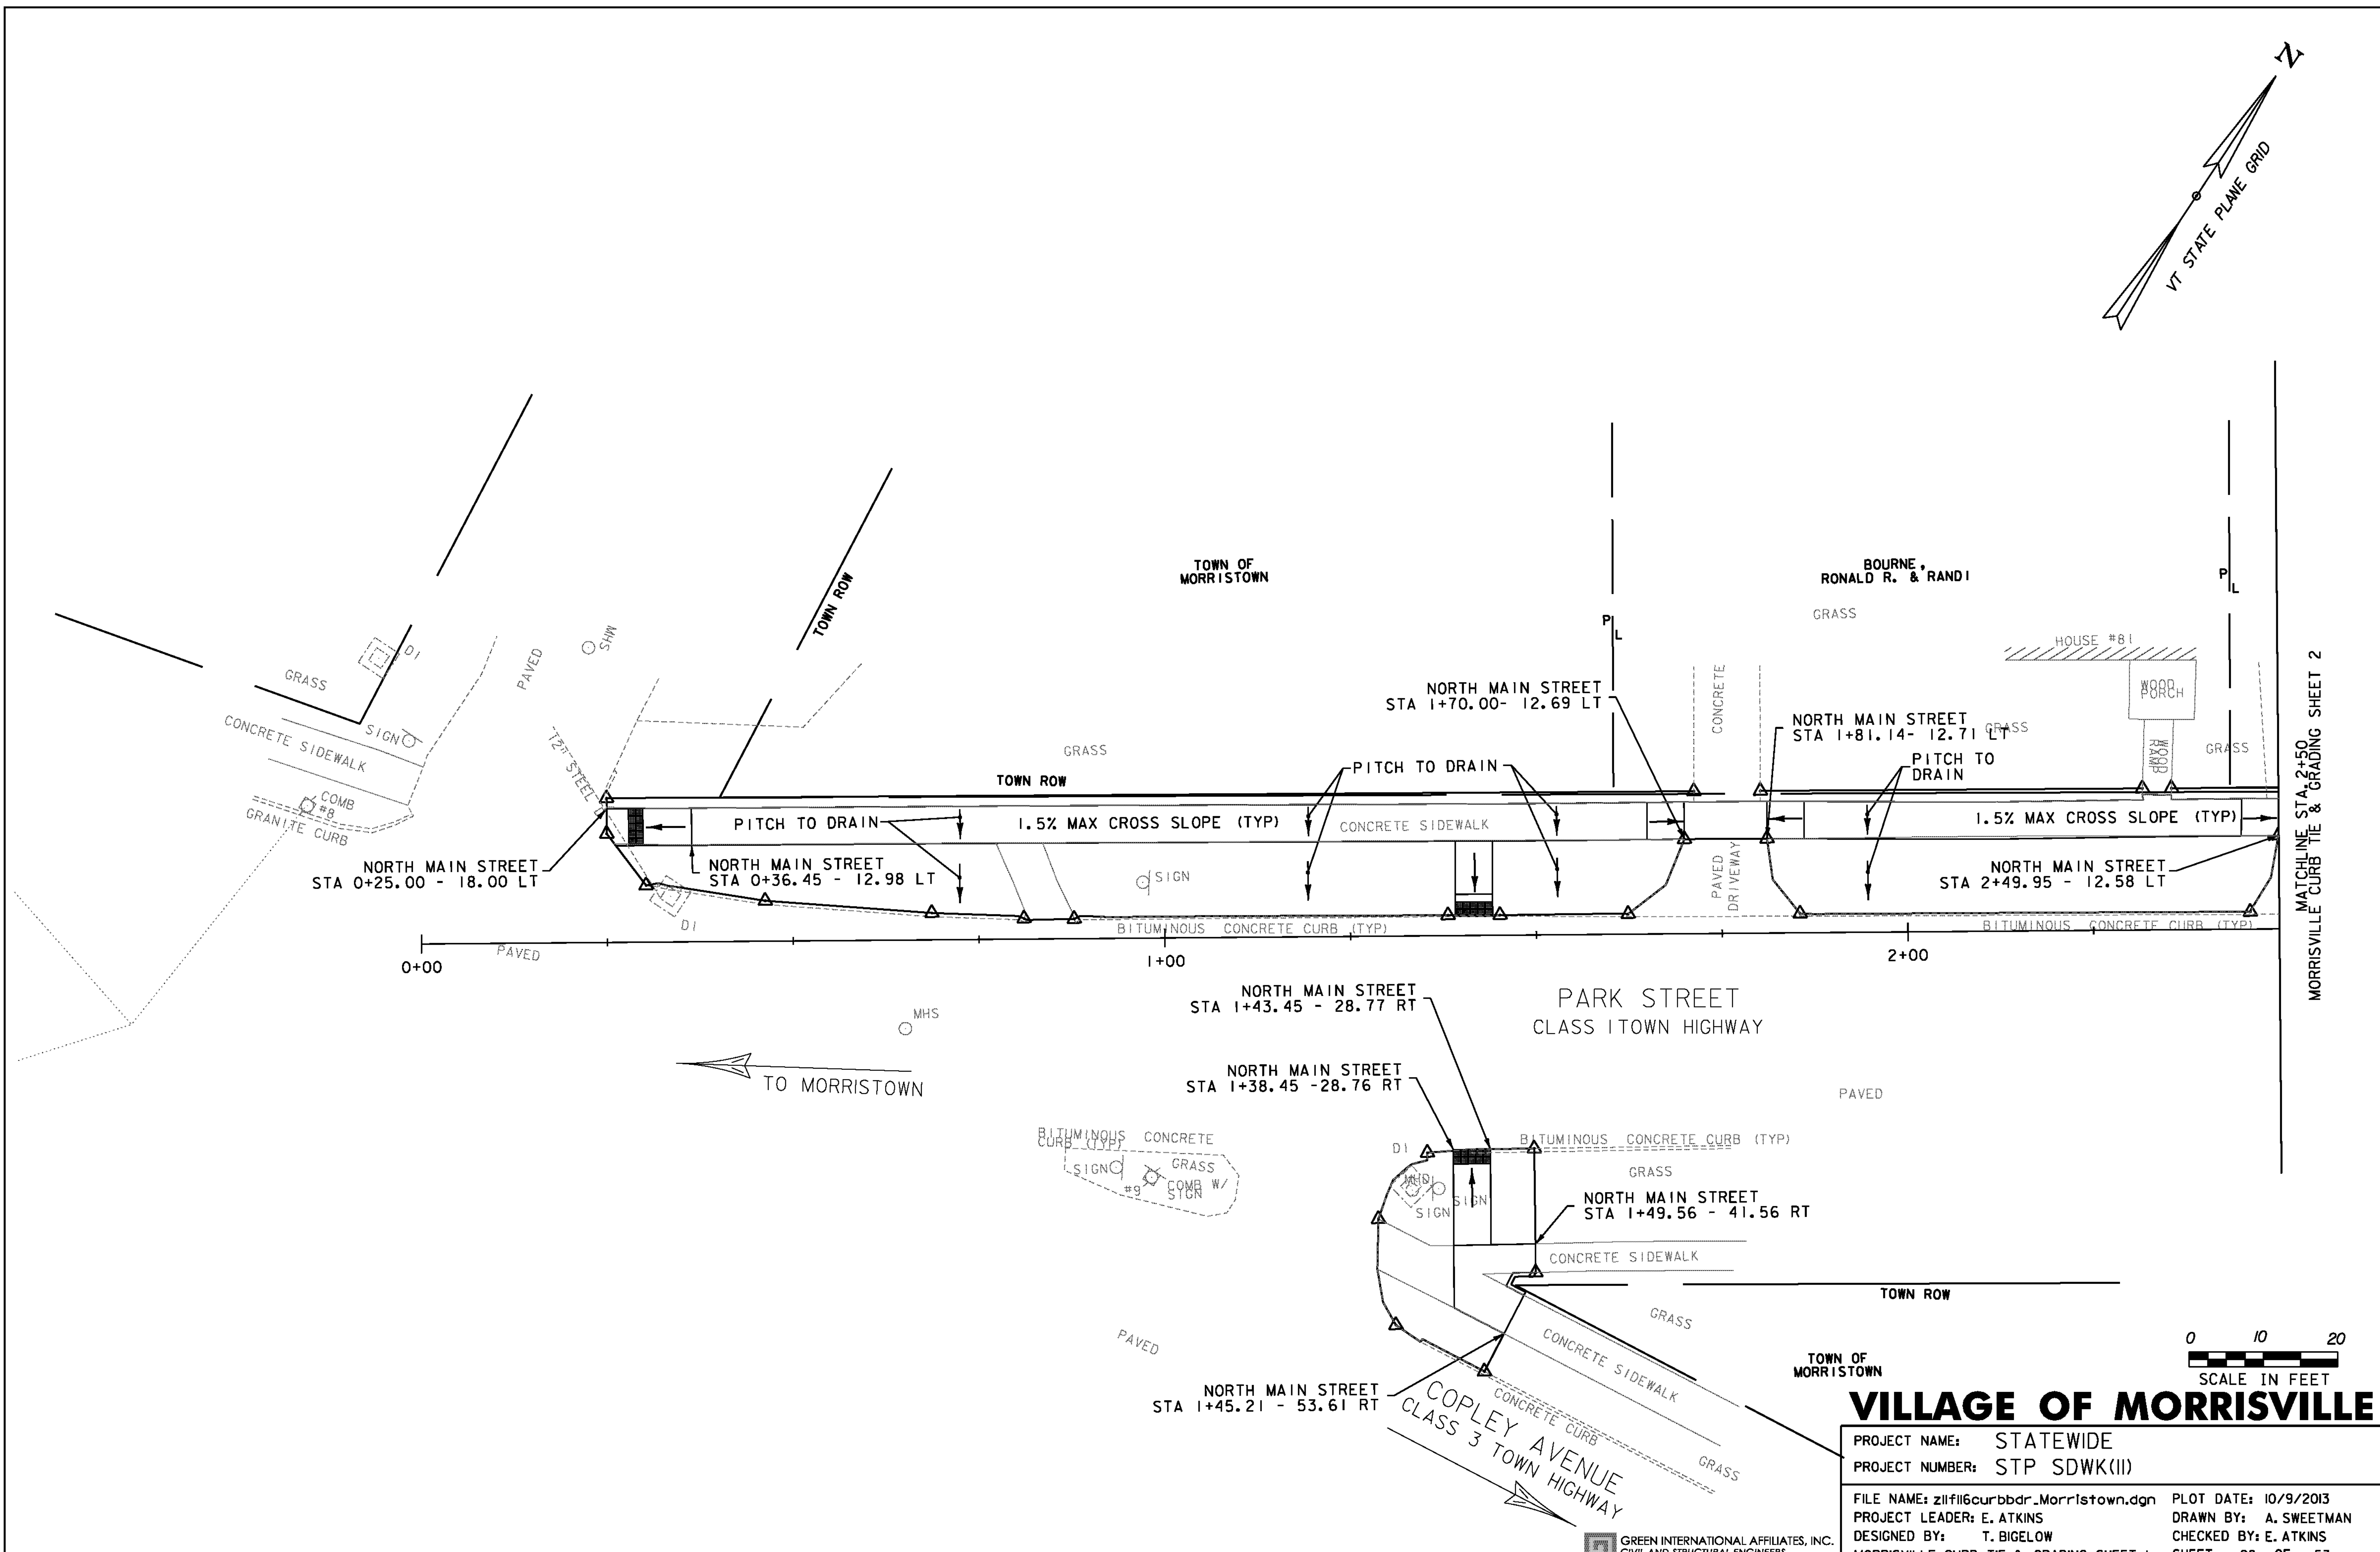 N
VT STATE PLANE GRID
TOWN OF
MORRISTOWN
BOURNE,
RONALD R. & RANDI
GRASS
P
L
P
L
TOWN ROW
HOUSE #81
WOOD
PORCH
WOOD
RAMP
GRASS
GRASS
MHS
DI
PAVED
GRASS
SIGN
CONCRETE SIDEWALK
COMB
#8
GRANITE CURB
12" STEEL
GRASS
TOWN ROW
CONCRETE
NORTH MAIN STREET
STA 1+70.00- 12.69 LT
NORTH MAIN STREET
STA 1+81.14- 12.71 LT
PITCH TO DRAIN
PITCH TO
DRAIN
PITCH TO DRAIN
1.5% MAX CROSS SLOPE (TYP)
CONCRETE SIDEWALK
1.5% MAX CROSS SLOPE (TYP)
NORTH MAIN STREET
STA 0+25.00 - 18.00 LT
NORTH MAIN STREET
STA 0+36.45 - 12.98 LT
SIGN
PAVED
DRIVEWAY
NORTH MAIN STREET
STA 2+49.95 - 12.58 LT
MATCHLINE STA. 2+50
MORRISVILLE CURB TIE & GRADING SHEET 2
DI
BITUMINOUS CONCRETE CURB (TYP)
BITUMINOUS CONCRETE CURB (TYP)
PAVED
0+00
1+00
2+00
MHS
TO MORRISTOWN
NORTH MAIN STREET
STA 1+43.45 - 28.77 RT
PARK STREET
CLASS 1 TOWN HIGHWAY
NORTH MAIN STREET
STA 1+38.45 -28.76 RT
PAVED
BITUMINOUS CONCRETE
CURB (TYP)
SIGN
GRASS
#9
COMB W/
SIGN
DI
BITUMINOUS CONCRETE CURB (TYP)
GRASS
SIGN
SIGN
NORTH MAIN STREET
STA 1+49.56 - 41.56 RT
CONCRETE SIDEWALK
TOWN ROW
GRASS
PAVED
CONCRETE SIDEWALK
TOWN OF
MORRISTOWN
NORTH MAIN STREET
STA 1+45.21 - 53.61 RT
CONCRETE CURB
COPLEY AVENUE
CLASS 3 TOWN HIGHWAY
GRASS
0 10 20
SCALE IN FEET
VILLAGE OF MORRISVILLE
PROJECT NAME: STATEWIDE
PROJECT NUMBER: STP SDWK(11)
FILE NAME: z11f116curbbdr_Morristown.dgn PLOT DATE: 10/9/2013
PROJECT LEADER: E. ATKINS DRAWN BY: A. SWEETMAN
DESIGNED BY: T. BIGELOW CHECKED BY: E. ATKINS
GREEN INTERNATIONAL AFFILIATES, INC.
CIVIL AND STRUCTURAL ENGINEERS